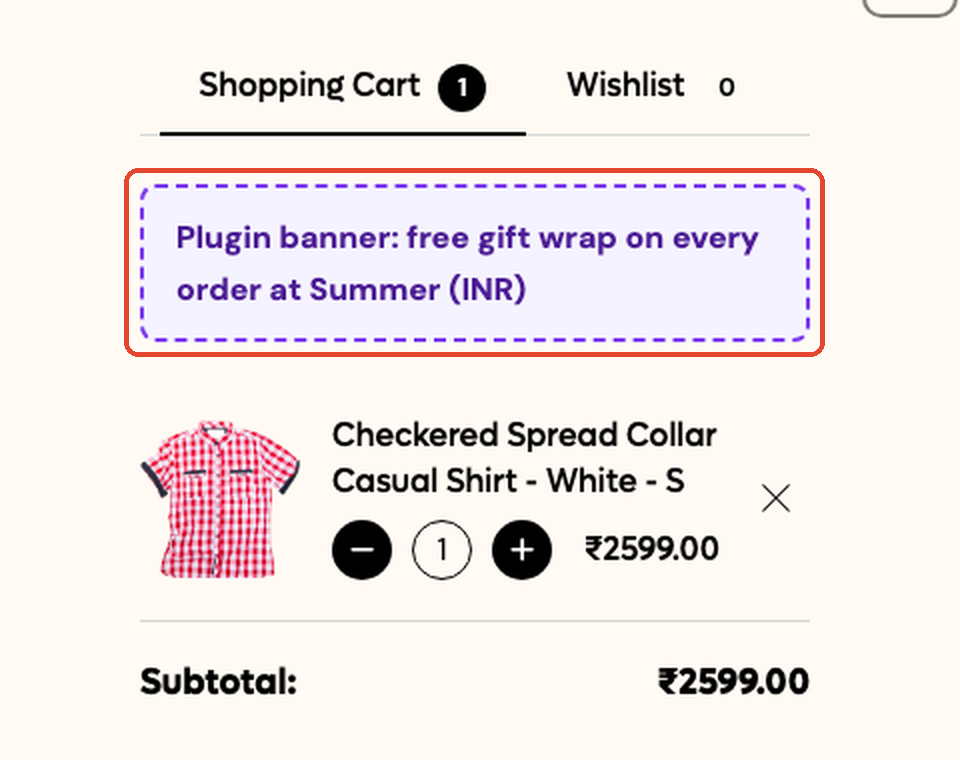 Shopping Cart 1 Wishlist 0
Plugin banner: free gift wrap on every
order at Summer (INR)
Checkered Spread Collar
Casual Shirt - White - S
1 ₹2599.00
Subtotal: ₹2599.00